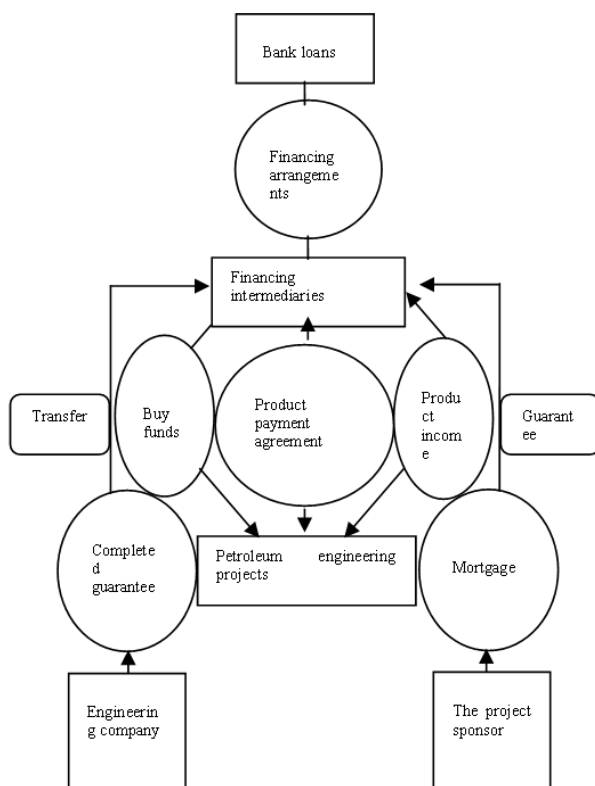 Bank loans
Financing
arrangeme
nts
Financing
intermediaries
Transfer
Buy
funds
Product
payment
agreement
Produ
ct
incom
e
Guarant
ee
Complete
d
guarantee
Petroleum engineering
projects
Mortgage
Engineerin
g company
The project
sponsor